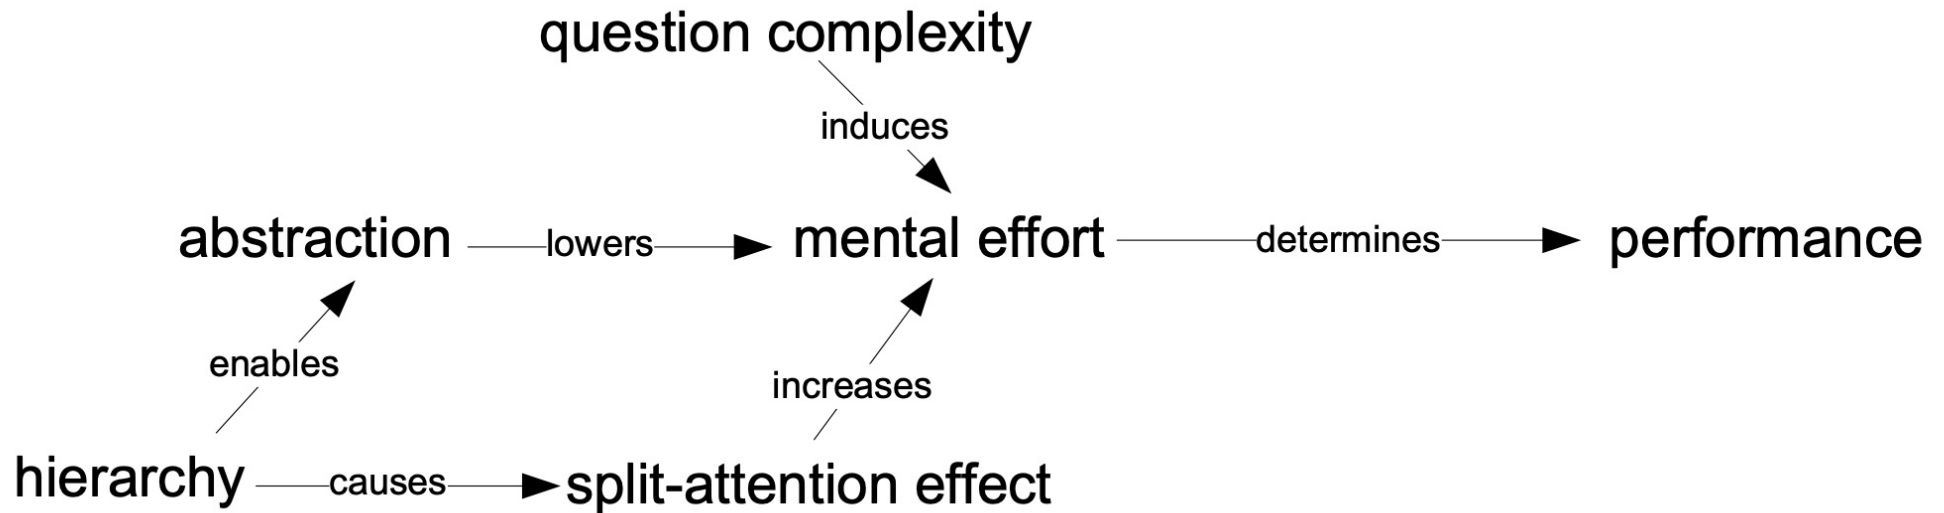 question complexity
induces
abstraction lowers mental effort determines performance
enables
increases
hierarchy causes split-attention effect